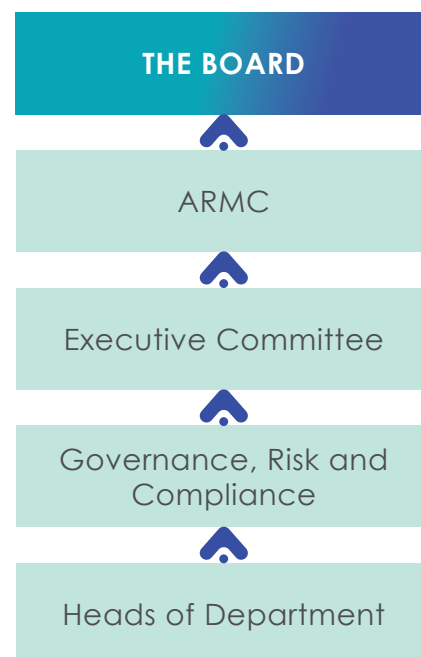 THE BOARD
ARMC
Executive Committee
Governance, Risk and
Compliance
Heads of Department